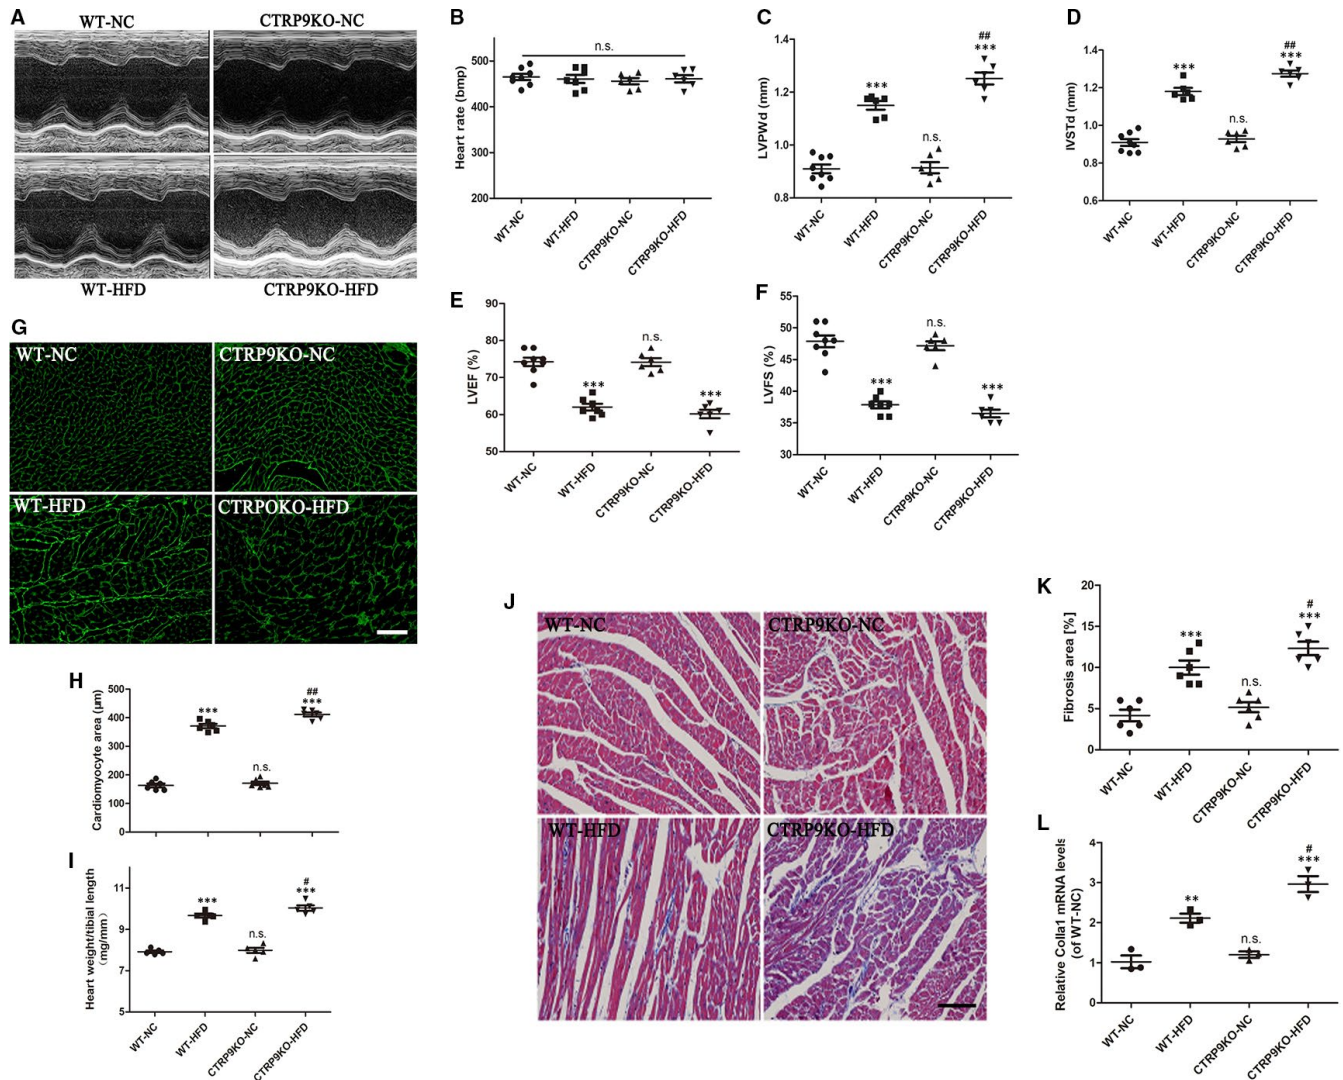 A
WT-NC
CTRP9KO-NC
WT-HFD
CTRP9KO-HFD
B
n.s.
Heart rate (bmp)
500
400
300
200
WT-NC
WT-HFD
CTRP9KO-NC
CTRP9KO-HFD
C
LVPWd (mm)
1.4
1.2
1.0
0.8
***
n.s.
##
***
WT-NC
WT-HFD
CTRP9KO-NC
CTRP9KO-HFD
D
IVSTd (mm)
1.4
1.2
1.0
0.8
0.6
***
n.s.
##
***
WT-NC
WT-HFD
CTRP9KO-NC
CTRP9KO-HFD
E
LVEF (%)
90
80
70
60
50
***
n.s.
***
WT-NC
WT-HFD
CTRP9KO-NC
CTRP9KO-HFD
F
LVFS (%)
55
50
45
40
35
30
***
n.s.
***
WT-NC
WT-HFD
CTRP9KO-NC
CTRP9KO-HFD
G
WT-NC
CTRP9KO-NC
WT-HFD
CTRPOKO-HFD
H
Cardiomyocyte area (μm)
500
400
300
200
100
0
***
n.s.
##
***
I
Heart weight/tibial length
(mg/mm)
11
9
7
5
***
n.s.
#
***
WT-NC
WT-HFD
CTRP9KO-NC
CTRP9KO-HFD
J
WT-NC
CTRP9KO-NC
WT-HFD
CTRP9KO-HFD
K
Fibrosis area [%]
20
15
10
5
0
***
n.s.
#
***
WT-NC
WT-HFD
CTRP9KO-NC
CTRP9KO-HFD
L
Relative Colla1 mRNA levels
(of WT-NC)
4
3
2
1
0
**
n.s.
#
***
WT-NC
WT-HFD
CTRP9KO-NC
CTRP9KO-HFD